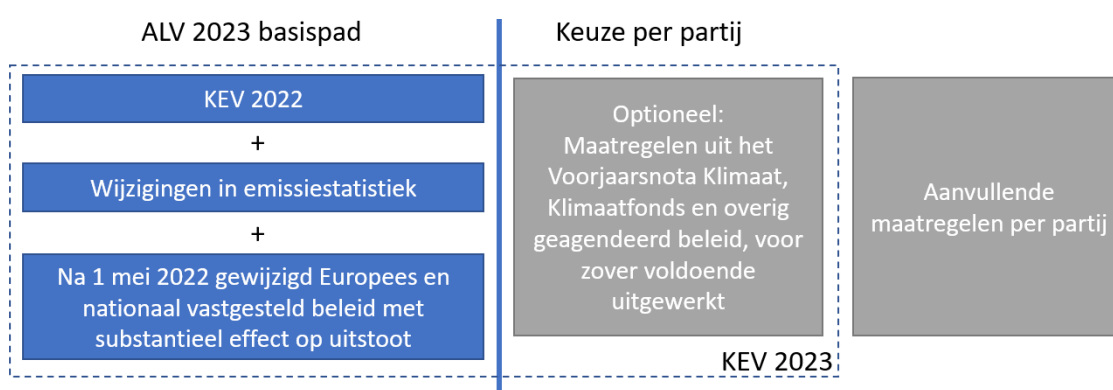 ALV 2023 basispad
Keuze per partij
KEV 2022
+
Wijzigingen in emissiestatistiek
+
Na 1 mei 2022 gewijzigd Europees en
nationaal vastgesteld beleid met
substantieel effect op uitstoot
Optioneel:
Maatregelen uit het
Voorjaarsnota Klimaat,
Klimaatfonds en overig
geagendeerd beleid, voor
zover voldoende
uitgewerkt
KEV 2023
Aanvullende
maatregelen per partij